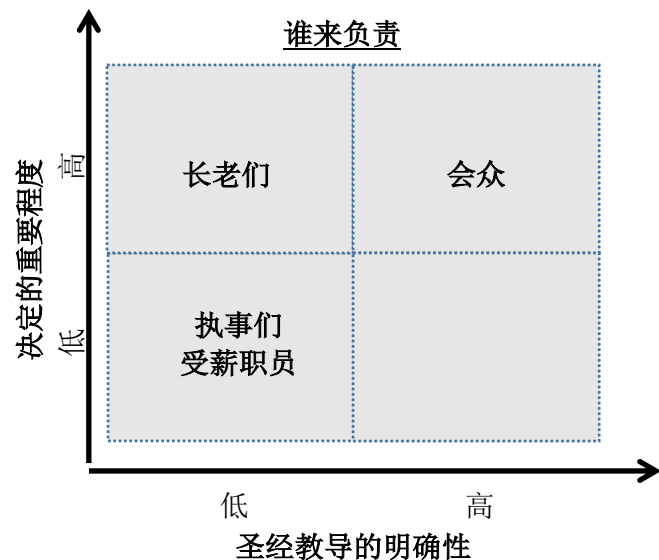 谁来负责
决定的重要程度
高
低
长老们
会众
执事们
受薪职员
低
高
圣经教导的明确性